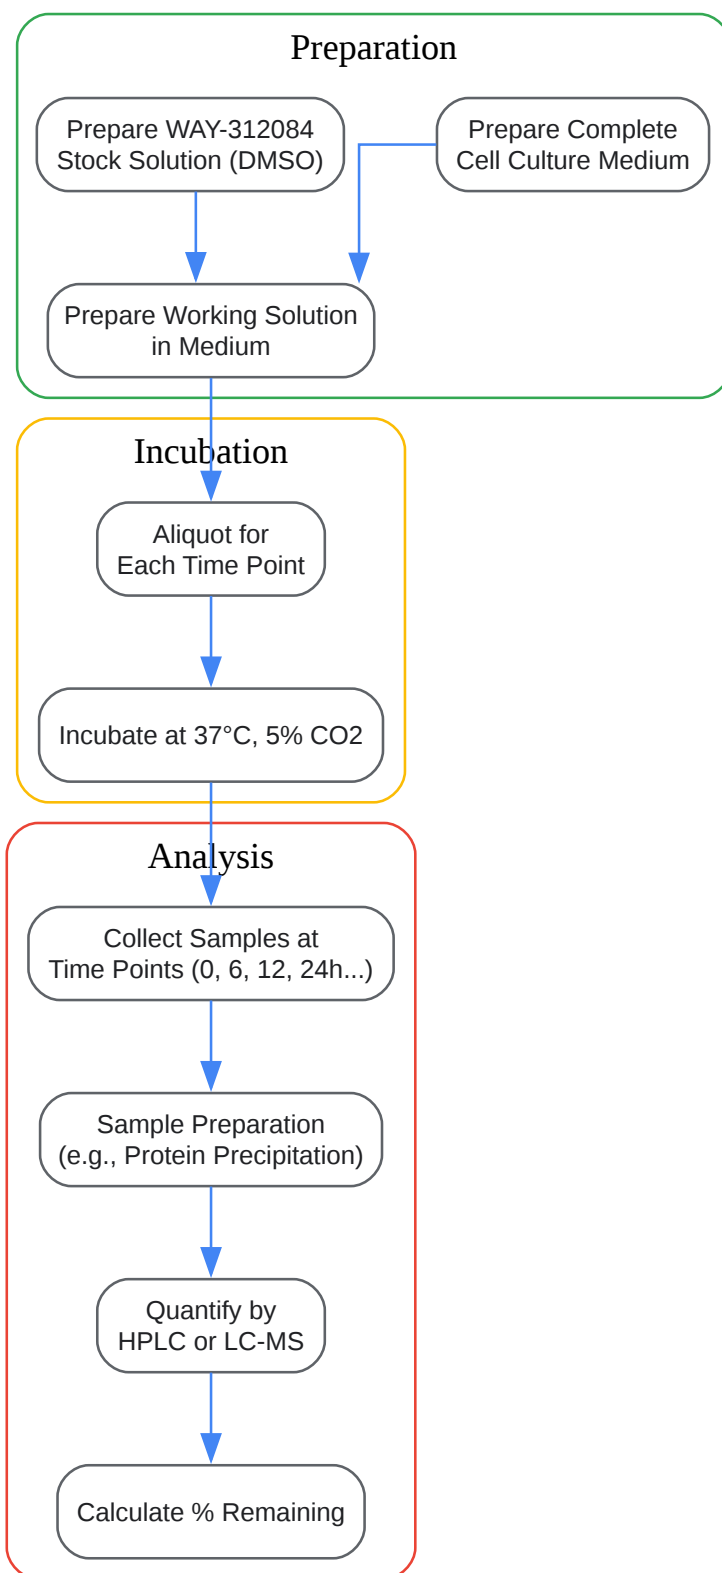 Preparation
Prepare WAY-312084
Stock Solution (DMSO)
Prepare Complete
Cell Culture Medium
Prepare Working Solution
in Medium
Incubation
Aliquot for
Each Time Point
Incubate at 37°C, 5% CO2
Analysis
Collect Samples at
Time Points (0, 6, 12, 24h...)
Sample Preparation
(e.g., Protein Precipitation)
Quantify by
HPLC or LC-MS
Calculate % Remaining